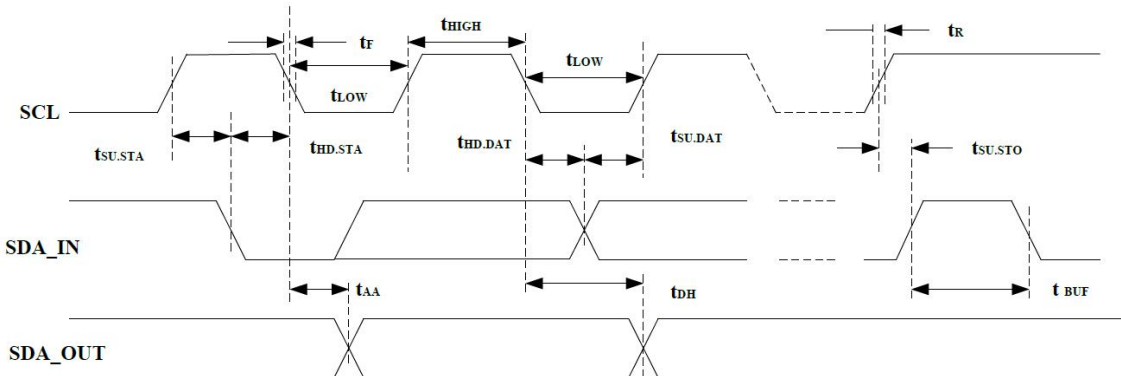 tF
tHIGH
tR
tLOW
SCL
tLOW
tSU.STA
tHD.STA
tHD.DAT
tSU.DAT
tSU.STO
SDA_IN
tAA
tDH
t BUF
SDA_OUT